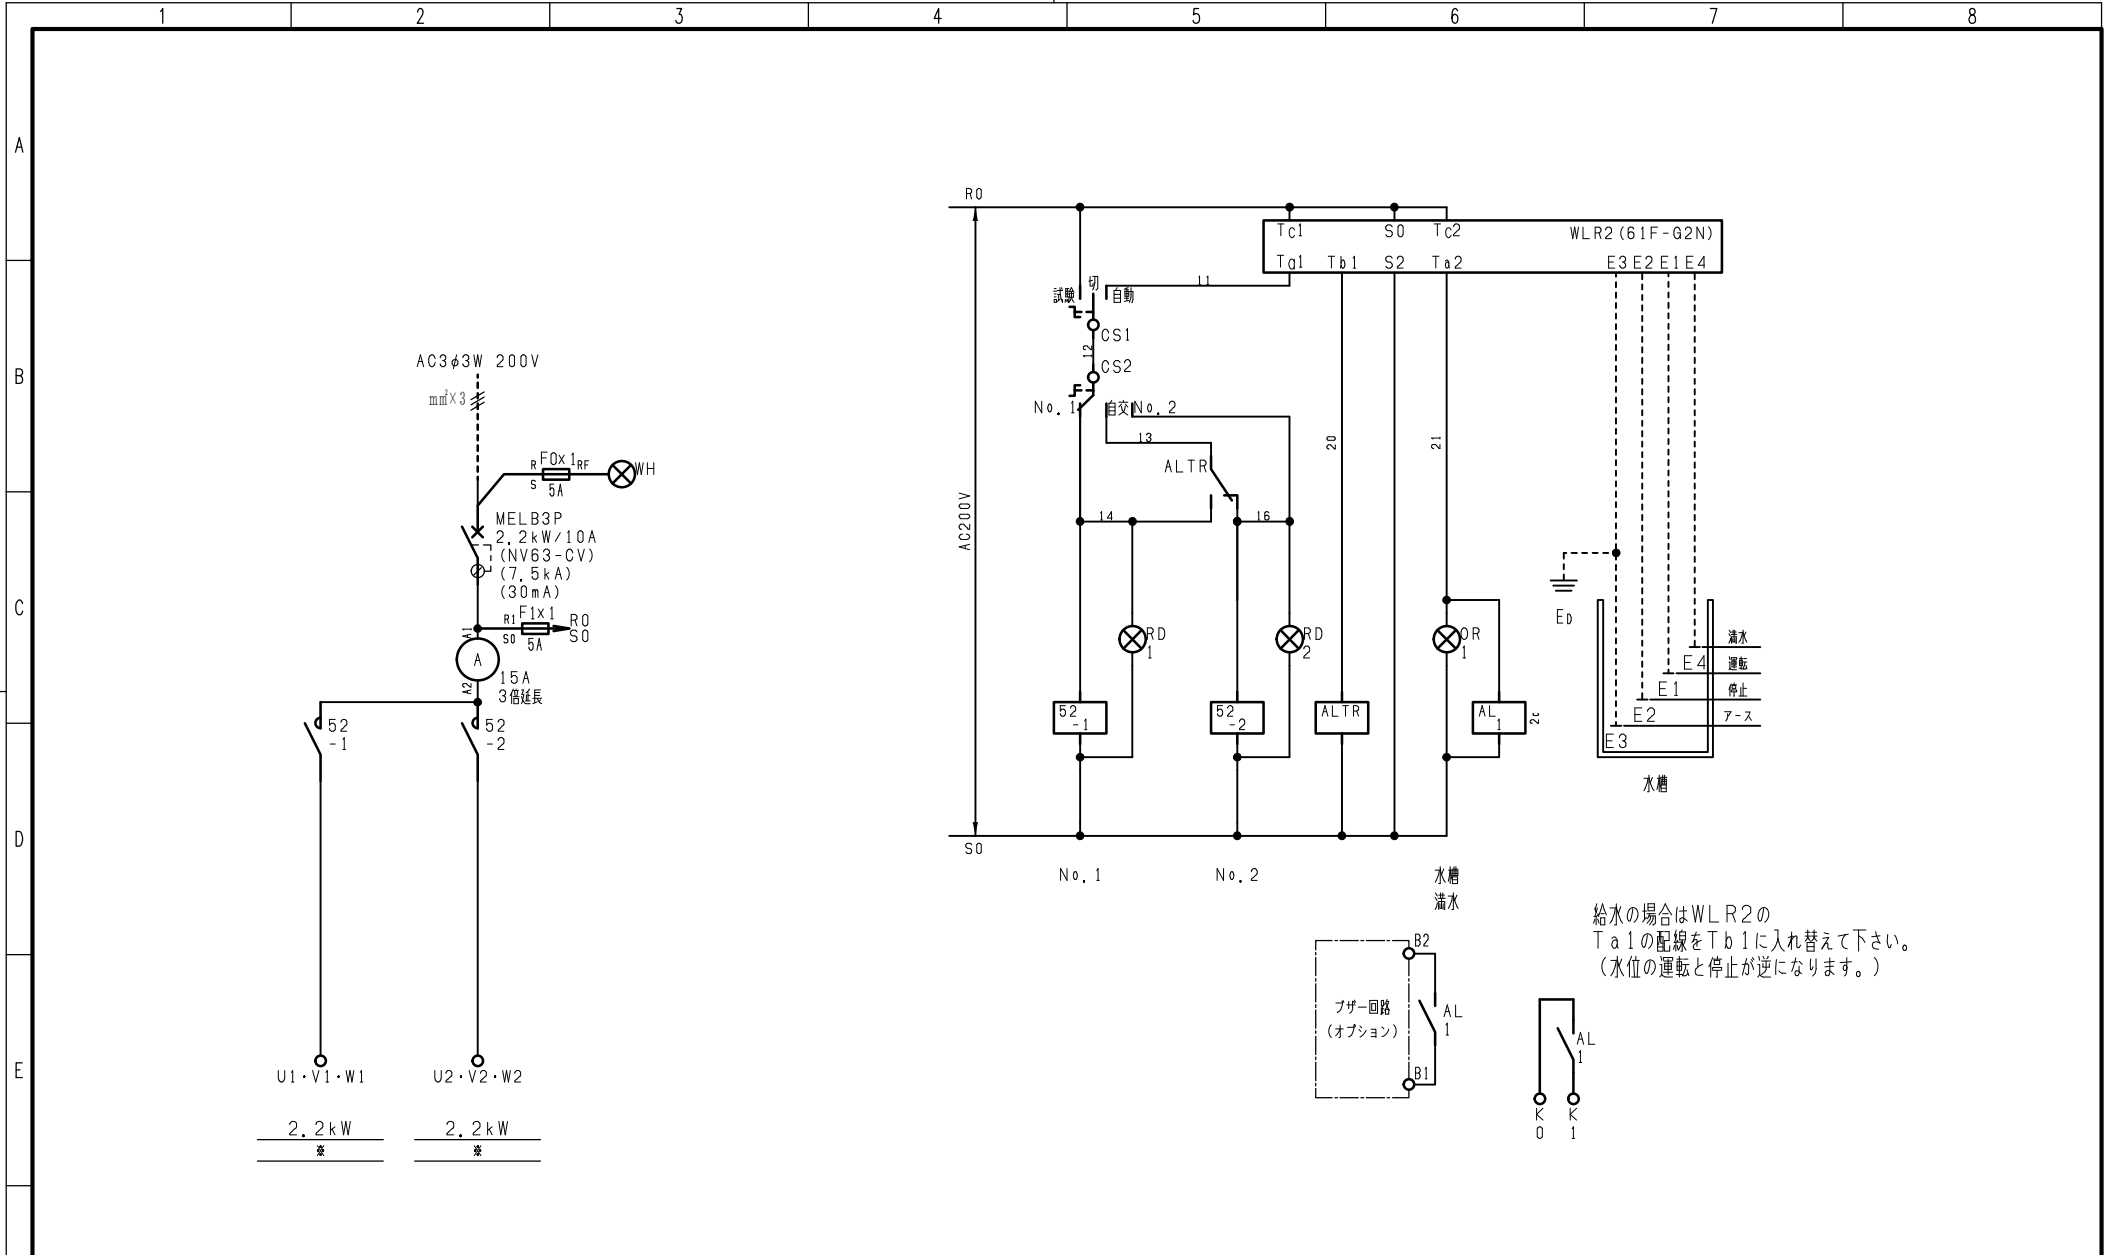 1 2 3 4 5 6 7 8
A
B
C
D
E
AC3φ3W 200V
mm²×3
R F0x1 RF
S 5A
WH
MELB3P
2.2kW/10A
(NV63-CV)
(7.5kA)
(30mA)
R1 F1x1 R0
S0 5A S0
A1
A
A2
15A
3倍延長
52
-1
52
-2
U1・V1・W1
U2・V2・W2
2.2kW
※
2.2kW
※
R0
AC200V
S0
Tc1 S0 Tc2 WLR2(61F-G2N)
Ta1 Tb1 S2 Ta2 E3 E2 E1 E4
試験 切 自動
11
CS1
12
CS2
No.1 自交 No.2
13
ALTR
14
16
20
21
RD
1
RD
2
OR
1
52
-1
52
-2
ALTR
AL
1
2c
ED
満水
E4 運転
E1 停止
E2 アース
E3
水槽
No.1
No.2
水槽
満水
給水の場合はWLR2の
Ta1の配線をTb1に入れ替えて下さい。
(水位の運転と停止が逆になります。)
B2
ブザー回路
(オプション)
AL
1
B1
AL
1
K
0
K
1